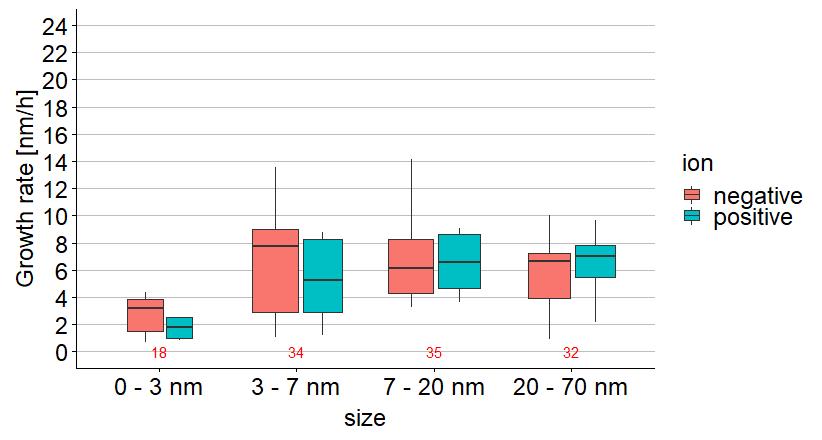 Growth rate [nm/h]
24
22
20
18
16
14
12
10
8
6
4
2
0
18
34
35
32
0 - 3 nm
3 - 7 nm
7 - 20 nm
20 - 70 nm
size
ion
negative
positive